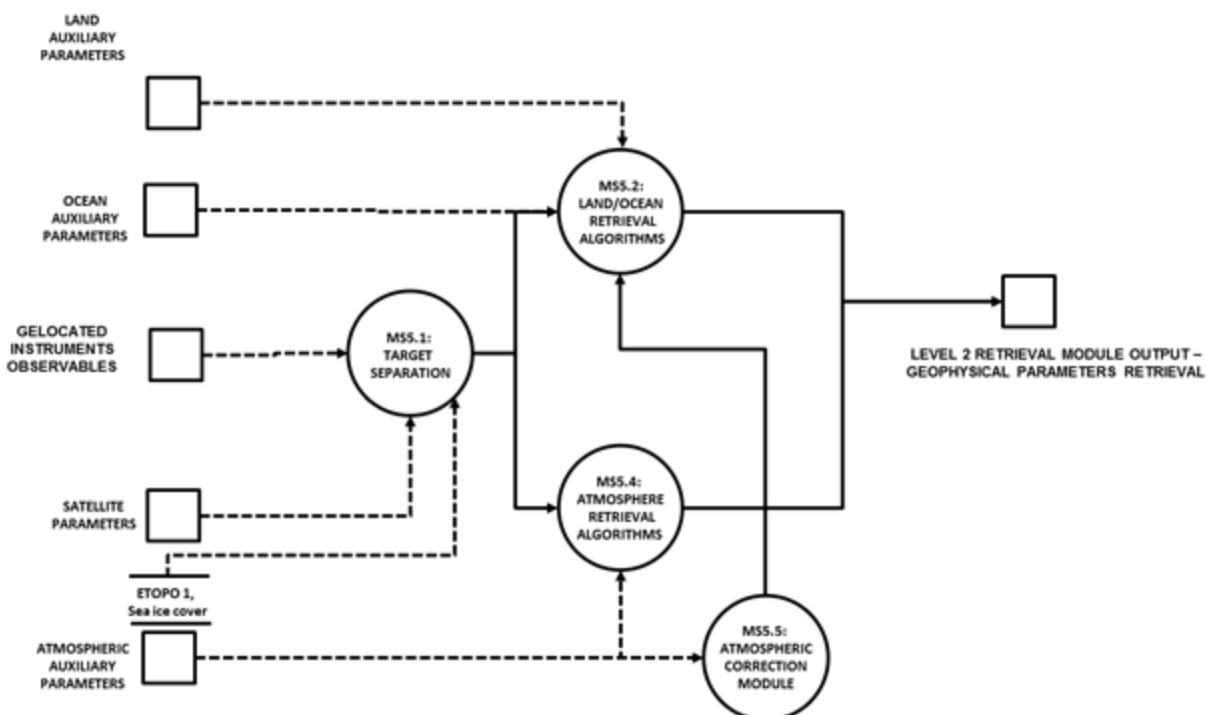 LAND
AUXILIARY
PARAMETERS
OCEAN
AUXILIARY
PARAMETERS
MS5.2:
LAND/OCEAN
RETRIEVAL
ALGORITHMS
GELOCATED
INSTRUMENTS
OBSERVABLES
MS5.1:
TARGET
SEPARATION
LEVEL 2 RETRIEVAL MODULE OUTPUT –
GEOPHYSICAL PARAMETERS RETRIEVAL
SATELLITE
PARAMETERS
MS5.4:
ATMOSPHERE
RETRIEVAL
ALGORITHMS
ETOPO 1,
Sea ice cover
ATMOSPHERIC
AUXILIARY
PARAMETERS
MS5.5:
ATMOSPHERIC
CORRECTION
MODULE